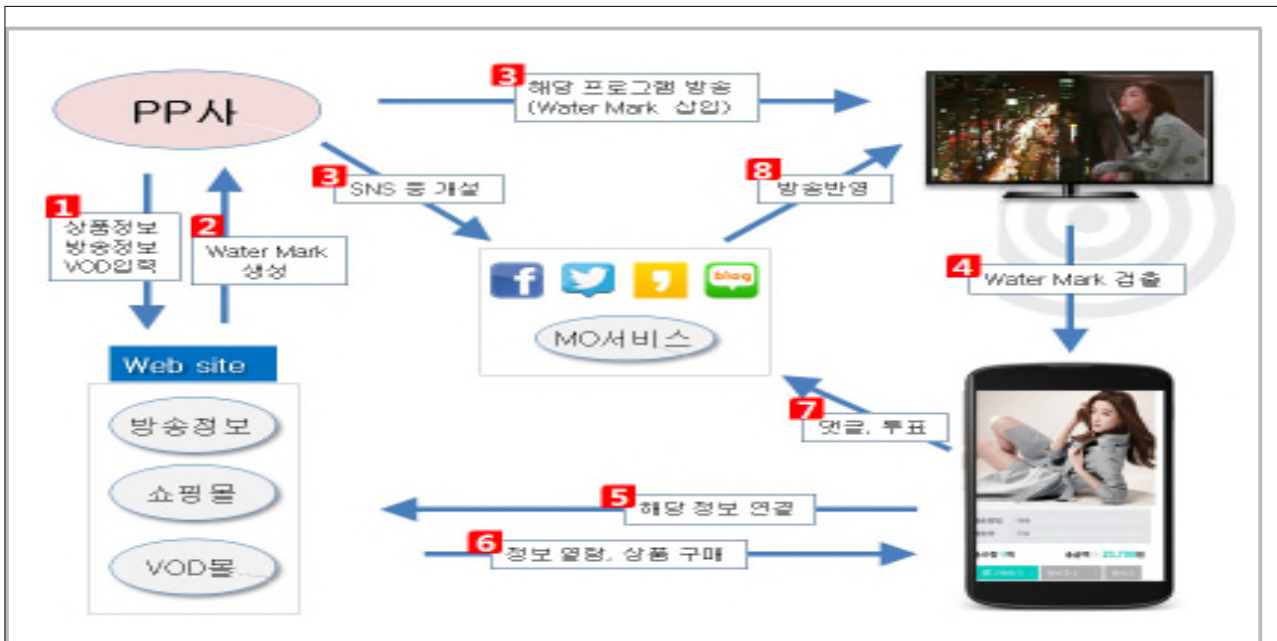 PP사
3
해당 프로그램 방송
(Water Mark 삽입)
3
SNS 등 개설
8
방송반영
1
상품정보
방송정보
VOD입력
2
Water Mark
생성
4
Water Mark 검출
blog
MO서비스
Web site
방송정보
쇼핑몰
VOD몰
7
댓글, 투표
5
해당 정보 연결
6
정보 열람, 상품 구매